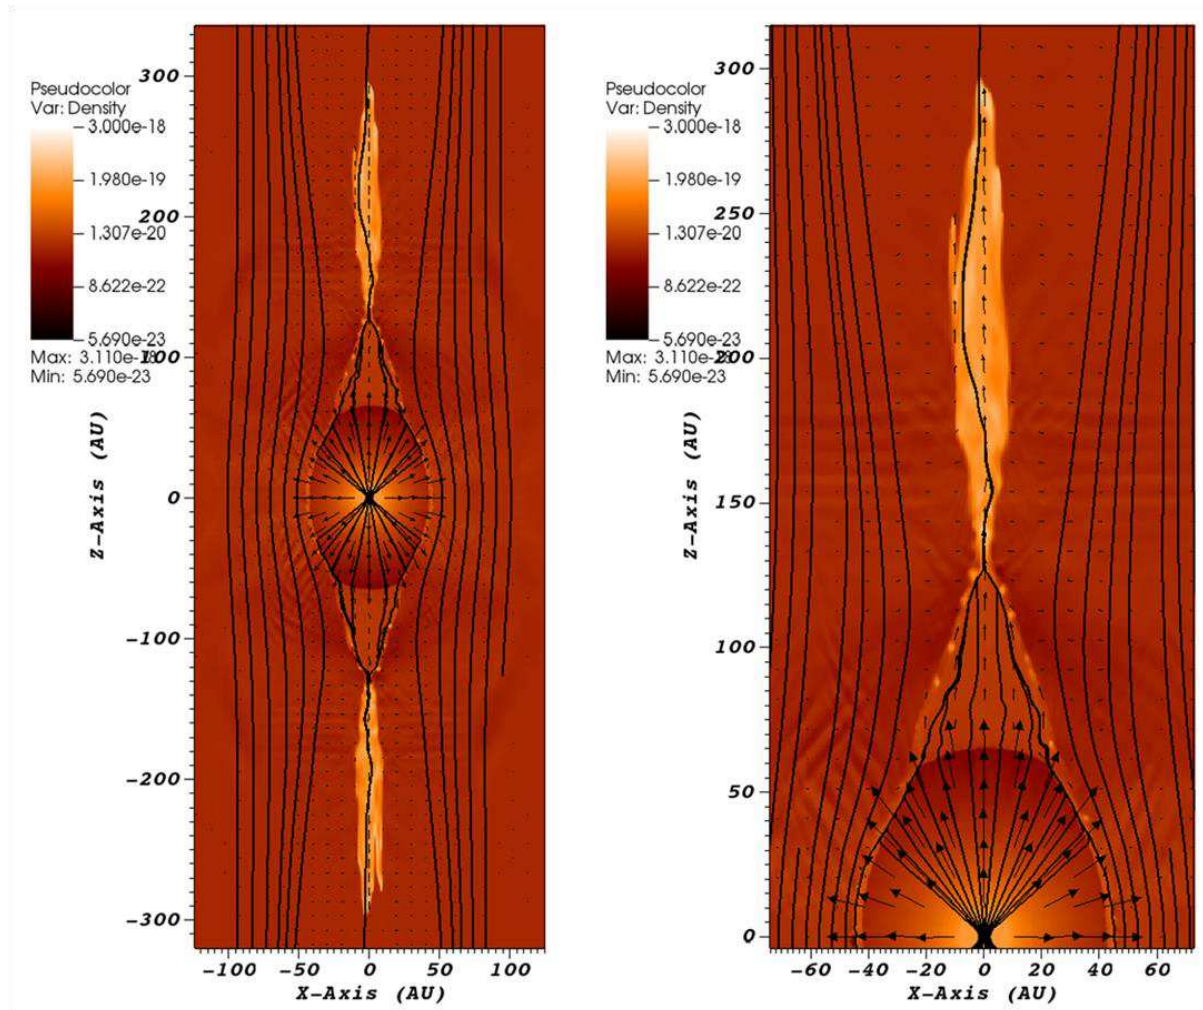 Pseudocolor
Var: Density
3.000e-18
1.980e-19
1.307e-20
8.622e-22
5.690e-23
Max: 3.110e-18
Min: 5.690e-23
300
200
100
0
-100
-200
-300
Z-Axis (AU)
-100 -50 0 50 100
X-Axis (AU)
Pseudocolor
Var: Density
3.000e-18
1.980e-19
1.307e-20
8.622e-22
5.690e-23
Max: 3.110e-18
Min: 5.690e-23
300
250
200
150
100
50
0
Z-Axis (AU)
-60 -40 -20 0 20 40 60
X-Axis (AU)